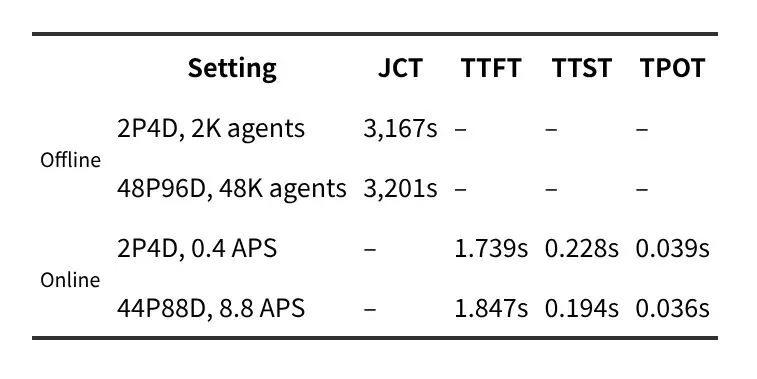 Setting JCT TTFT TTST TPOT
Offline
2P4D, 2K agents 3,167s – – –
48P96D, 48K agents 3,201s – – –
Online
2P4D, 0.4 APS – 1.739s 0.228s 0.039s
44P88D, 8.8 APS – 1.847s 0.194s 0.036s